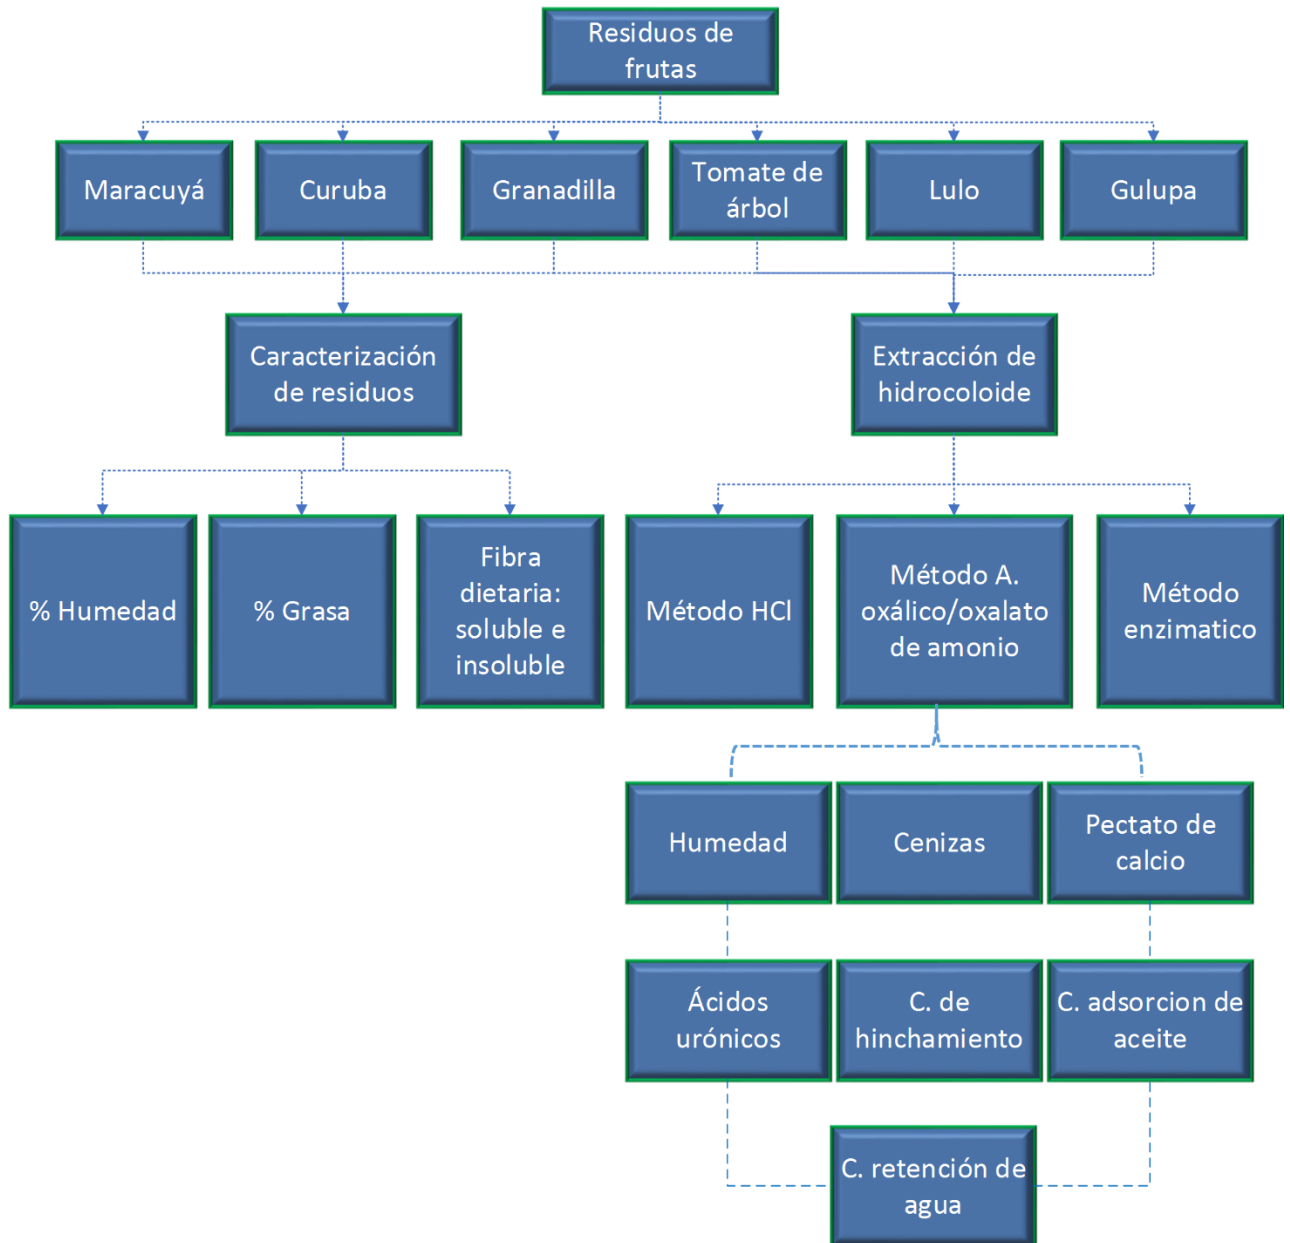 Residuos de
frutas
Maracuyá
Curuba
Granadilla
Tomate de
árbol
Lulo
Gulupa
Caracterización
de residuos
Extracción de
hidrocoloide
% Humedad
% Grasa
Fibra
dietaria:
soluble e
insoluble
Método HCl
Método A.
oxálico/oxalato
de amonio
Método
enzimatico
Humedad
Cenizas
Pectato de
calcio
Ácidos
urónicos
C. de
hinchamiento
C. adsorcion de
aceite
C. retención de
agua